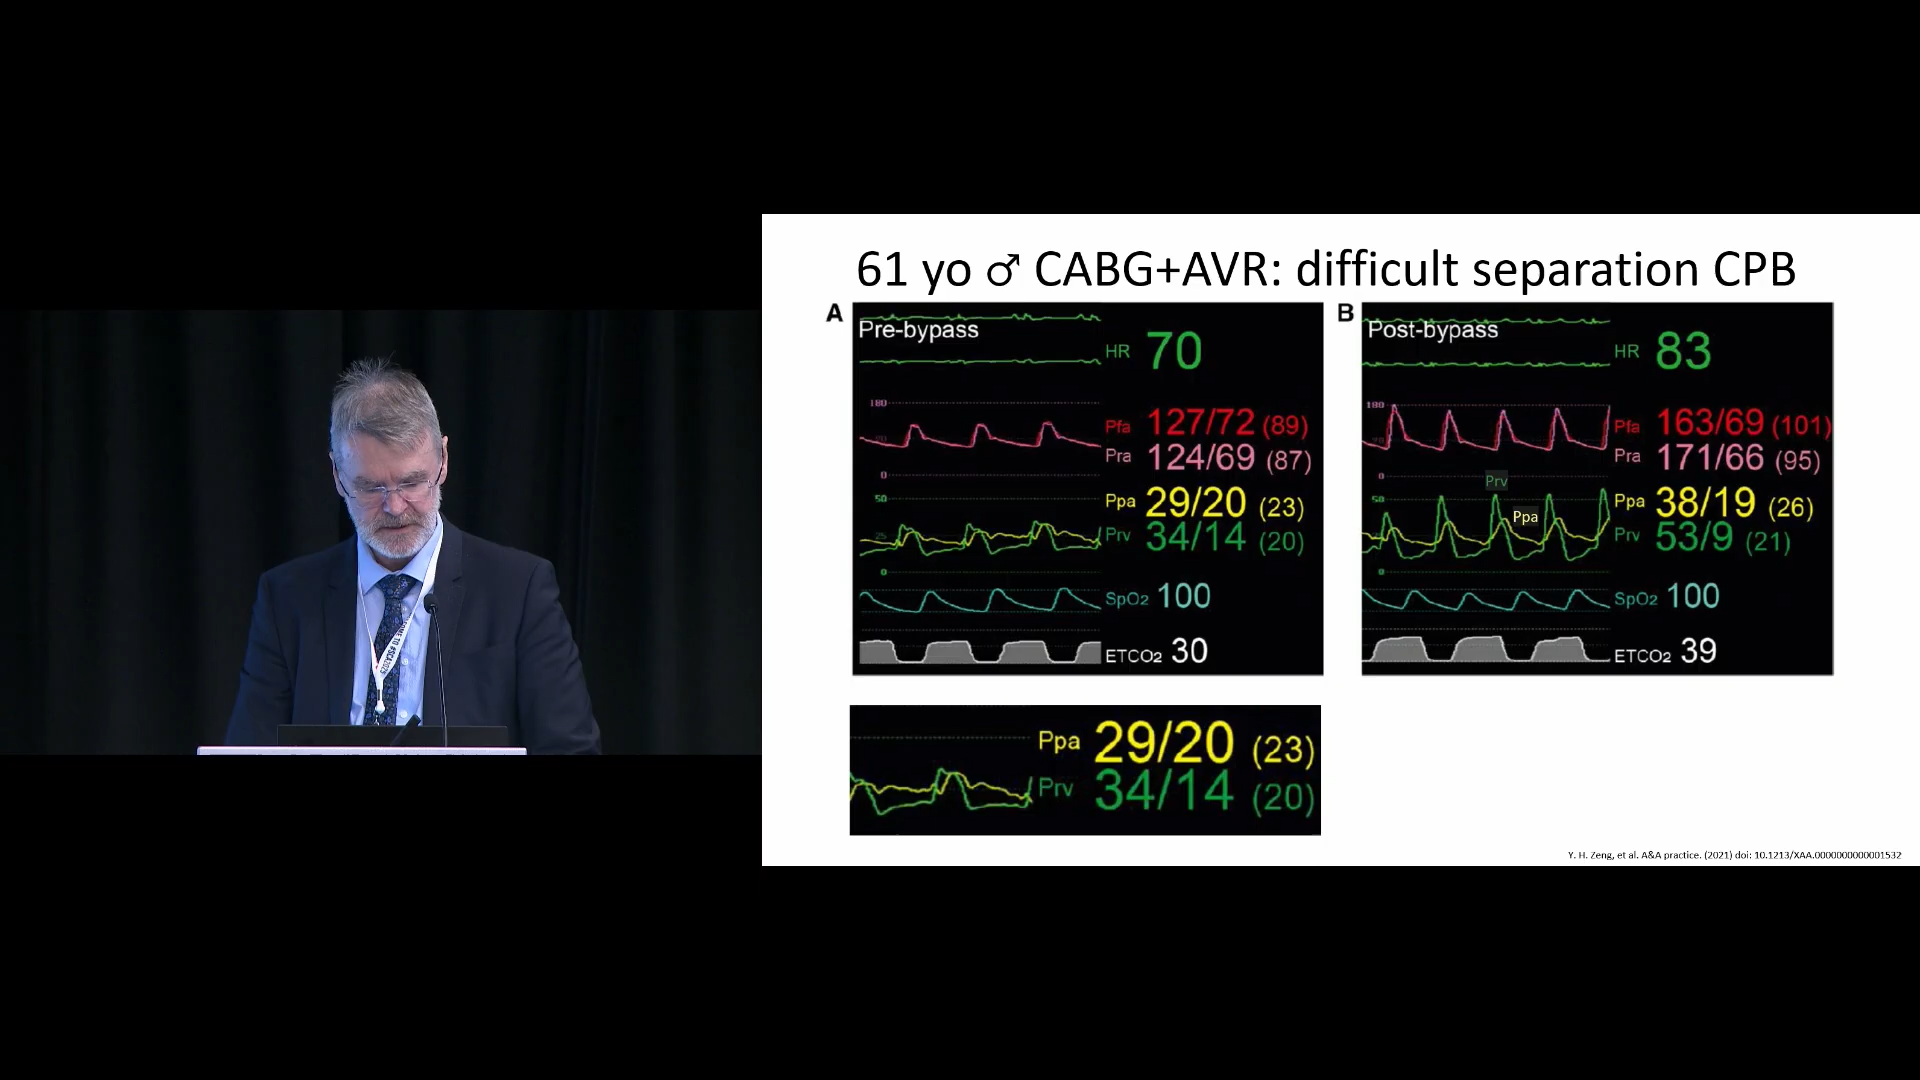 61 yo ♂ CABG+AVR: difficult separation CPB
A
Pre-bypass
HR 70
180
0
Pfa 127/72 (89)
Pra 124/69 (87)
50
25
0
Ppa 29/20 (23)
Prv 34/14 (20)
SpO2 100
ETCO2 30
B
Post-bypass
HR 83
180
0
Pfa 163/69 (101)
Pra 171/66 (95)
Prv
Ppa
50
0
Ppa 38/19 (26)
Prv 53/9 (21)
SpO2 100
ETCO2 39
Ppa 29/20 (23)
Prv 34/14 (20)
Y. H. Zeng, et al. A&A practice. (2021) doi: 10.1213/XAA.0000000000001532